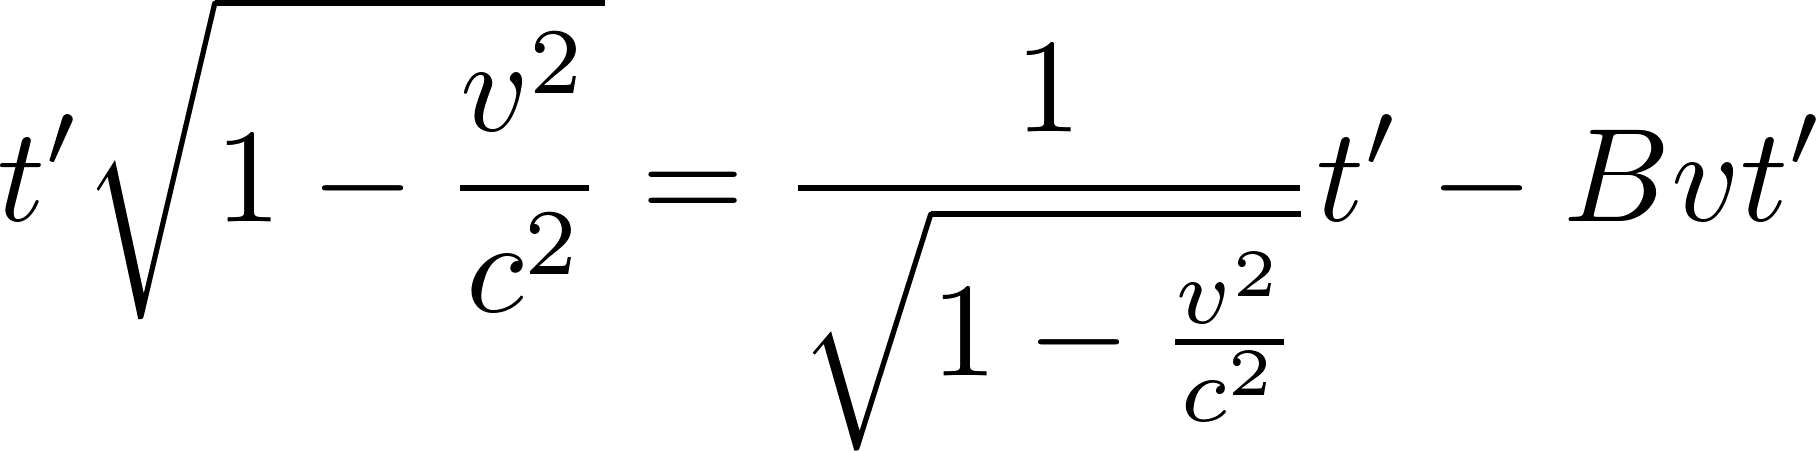 t′√(1 − v²/c²) = 1/√(1 − v²/c²) t′ − Bvt′